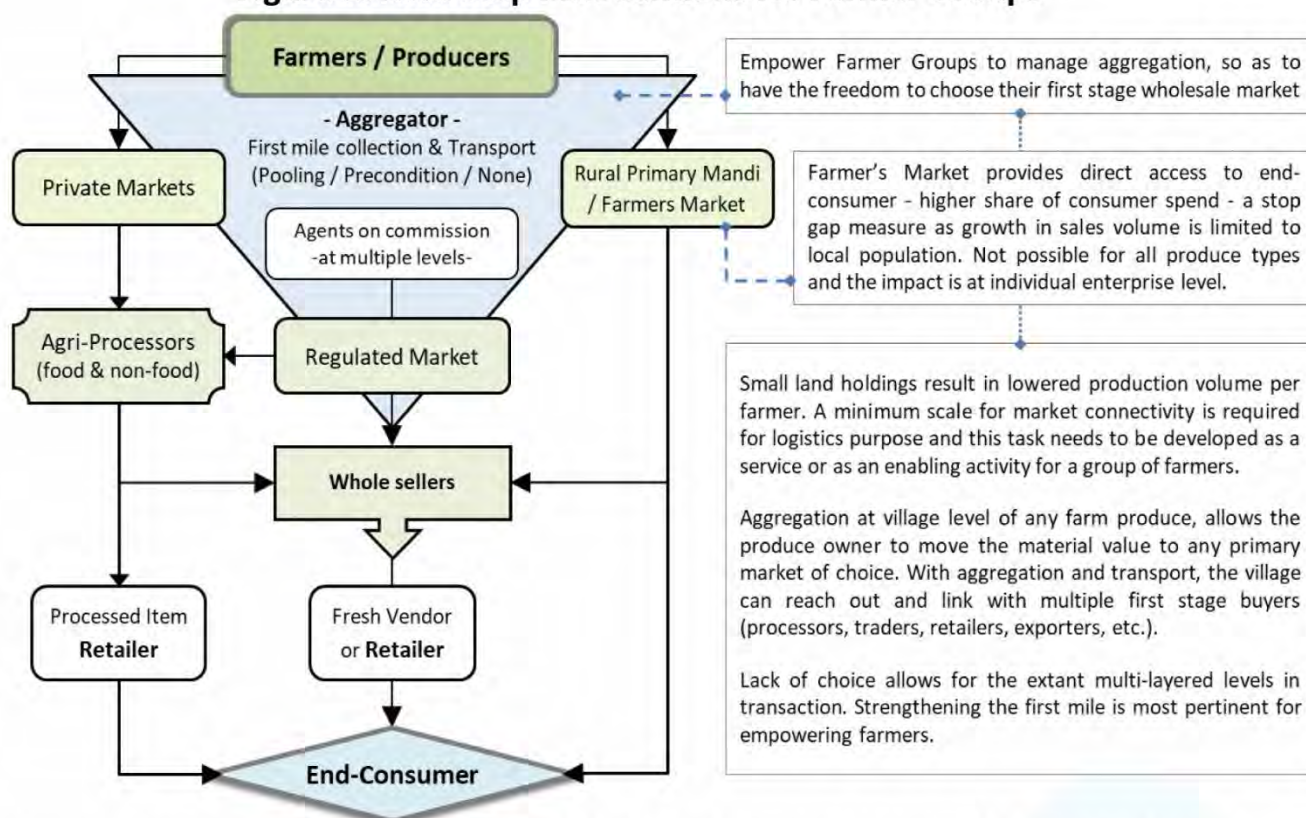 Farmers / Producers
- Aggregator -
First mile collection & Transport
(Pooling / Precondition / None)
Private Markets
Rural Primary Mandi
/ Farmers Market
Agents on commission
-at multiple levels-
Agri-Processors
(food & non-food)
Regulated Market
Whole sellers
Processed Item
Retailer
Fresh Vendor
or Retailer
End-Consumer
Empower Farmer Groups to manage aggregation, so as to
have the freedom to choose their first stage wholesale market
Farmer's Market provides direct access to end-
consumer - higher share of consumer spend - a stop
gap measure as growth in sales volume is limited to
local population. Not possible for all produce types
and the impact is at individual enterprise level.
Small land holdings result in lowered production volume per
farmer. A minimum scale for market connectivity is required
for logistics purpose and this task needs to be developed as a
service or as an enabling activity for a group of farmers.
Aggregation at village level of any farm produce, allows the
produce owner to move the material value to any primary
market of choice. With aggregation and transport, the village
can reach out and link with multiple first stage buyers
(processors, traders, retailers, exporters, etc.).
Lack of choice allows for the extant multi-layered levels in
transaction. Strengthening the first mile is most pertinent for
empowering farmers.